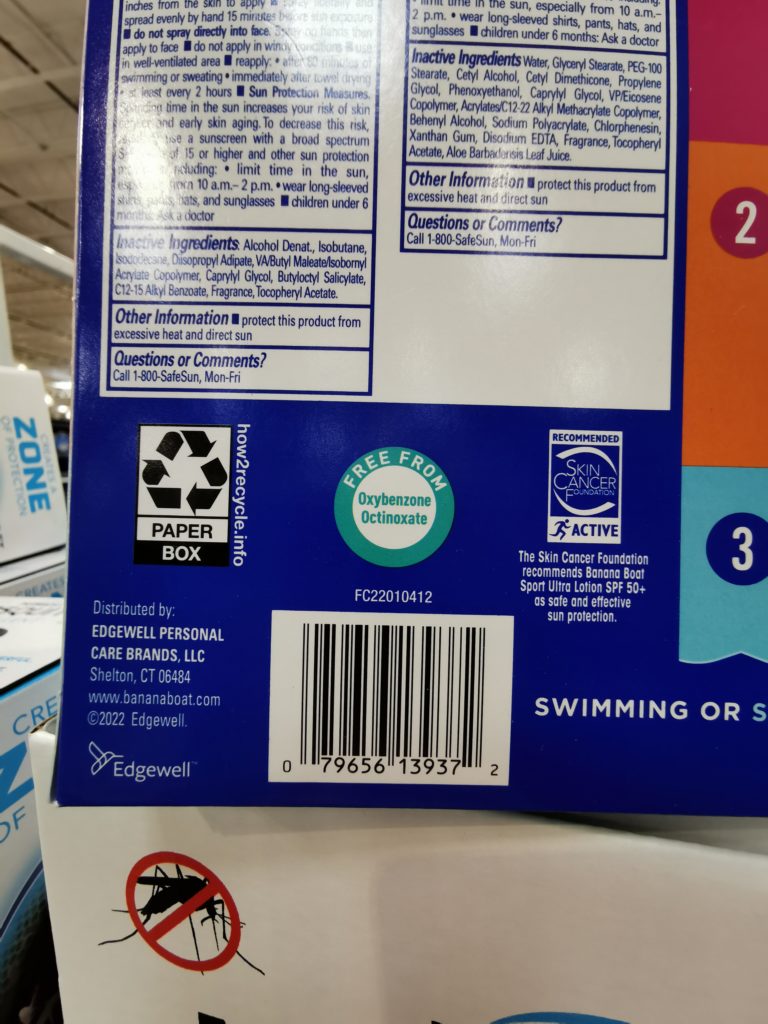 inches from the skin to apply
spread evenly by hand 15 minutes before sun exposure
■ do not spray directly into face. Spray on hands then
apply to face ■ do not apply in windy conditions ■ use
in well-ventilated area ■ reapply: • after 80 minutes of
swimming or sweating • immediately after towel drying
• at least every 2 hours ■ Sun Protection Measures.
Spending time in the sun increases your risk of skin
cancer and early skin aging. To decrease this risk,
use a sunscreen with a broad spectrum
of 15 or higher and other sun protection
including: • limit time in the sun,
especially from 10 a.m.– 2 p.m. • wear long-sleeved
shirts, pants, hats, and sunglasses ■ children under 6
months: Ask a doctor
Inactive Ingredients: Alcohol Denat., Isobutane,
Isododecane, Diisopropyl Adipate, VA/Butyl Maleate/Isobornyl
Acrylate Copolymer, Caprylyl Glycol, Butyloctyl Salicylate,
C12-15 Alkyl Benzoate, Fragrance, Tocopheryl Acetate.
Other Information ■ protect this product from
excessive heat and direct sun
Questions or Comments?
Call 1-800-SafeSun, Mon-Fri
• limit time in the sun, especially from 10 a.m.–
2 p.m. • wear long-sleeved shirts, pants, hats, and
sunglasses ■ children under 6 months: Ask a doctor
Inactive Ingredients Water, Glyceryl Stearate, PEG-100
Stearate, Cetyl Alcohol, Cetyl Dimethicone, Propylene
Glycol, Phenoxyethanol, Caprylyl Glycol, VP/Eicosene
Copolymer, Acrylates/C12-22 Alkyl Methacrylate Copolymer,
Behenyl Alcohol, Sodium Polyacrylate, Chlorphenesin,
Xanthan Gum, Disodium EDTA, Fragrance, Tocopheryl
Acetate, Aloe Barbadensis Leaf Juice.
Other Information ■ protect this product from
excessive heat and direct sun
Questions or Comments?
Call 1-800-SafeSun, Mon-Fri
2
3
PAPER
BOX
how2recycle.info
FREE FROM
Oxybenzone
Octinoxate
FC22010412
RECOMMENDED
SKIN
CANCER
FOUNDATION
ACTIVE
The Skin Cancer Foundation
recommends Banana Boat
Sport Ultra Lotion SPF 50+
as safe and effective
sun protection.
Distributed by:
EDGEWELL PERSONAL
CARE BRANDS, LLC
Shelton, CT 06484
www.bananaboat.com
©2022 Edgewell.
Edgewell™
0 79656 13937 2
SWIMMING OR S
CREATES A
ZONE
OF PROTECTION
CREATES
CRE
Z
OF